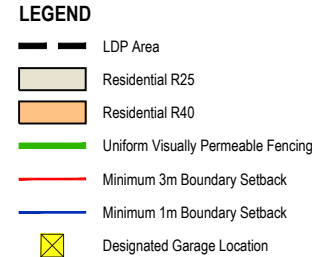 LEGEND
LDP Area
Residential R25
Residential R40
Uniform Visually Permeable Fencing
Minimum 3m Boundary Setback
Minimum 1m Boundary Setback
Designated Garage Location